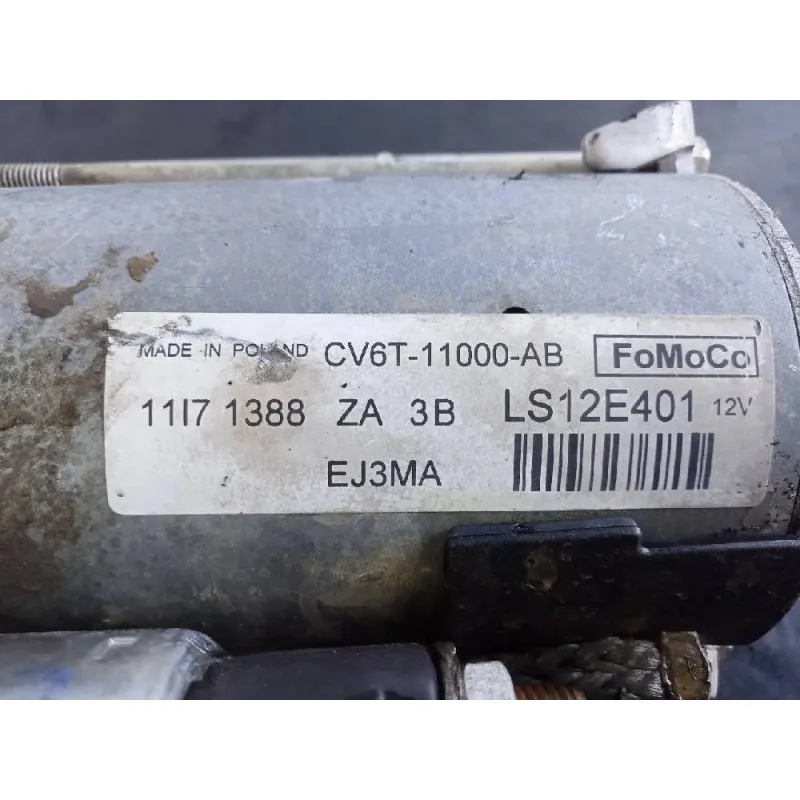 MADE IN POLAND CV6T-11000-AB FoMoCo
11I7 1388 ZA 3B LS12E401 12V
EJ3MA